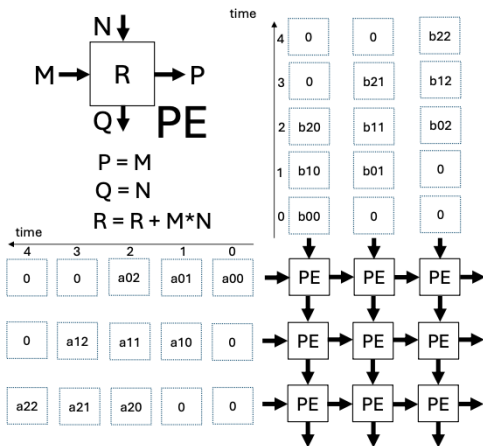 N
M R P
Q PE
P = M
Q = N
R = R + M*N
time
4 0 0 b22
3 0 b21 b12
2 b20 b11 b02
1 b10 b01 0
0 b00 0 0
time
4 3 2 1 0
0 0 a02 a01 a00 PE PE PE
0 a12 a11 a10 0 PE PE PE
a22 a21 a20 0 0 PE PE PE